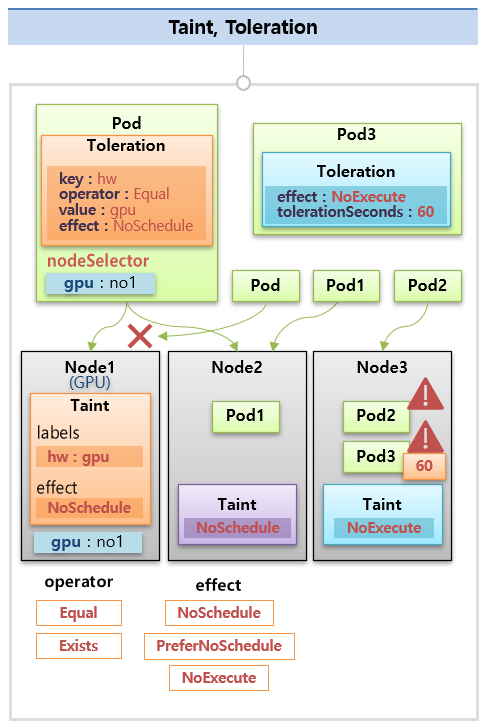 Taint, Toleration
Pod
Toleration
key : hw
operator : Equal
value : gpu
effect : NoSchedule
nodeSelector
gpu : no1
Pod3
Toleration
effect : NoExecute
tolerationSeconds : 60
Pod
Pod1
Pod2
Node1
(GPU)
Taint
labels
hw : gpu
effect
NoSchedule
gpu : no1
Node2
Pod1
Taint
NoSchedule
Node3
Pod2
Pod3
60
Taint
NoExecute
operator
Equal
Exists
effect
NoSchedule
PreferNoSchedule
NoExecute